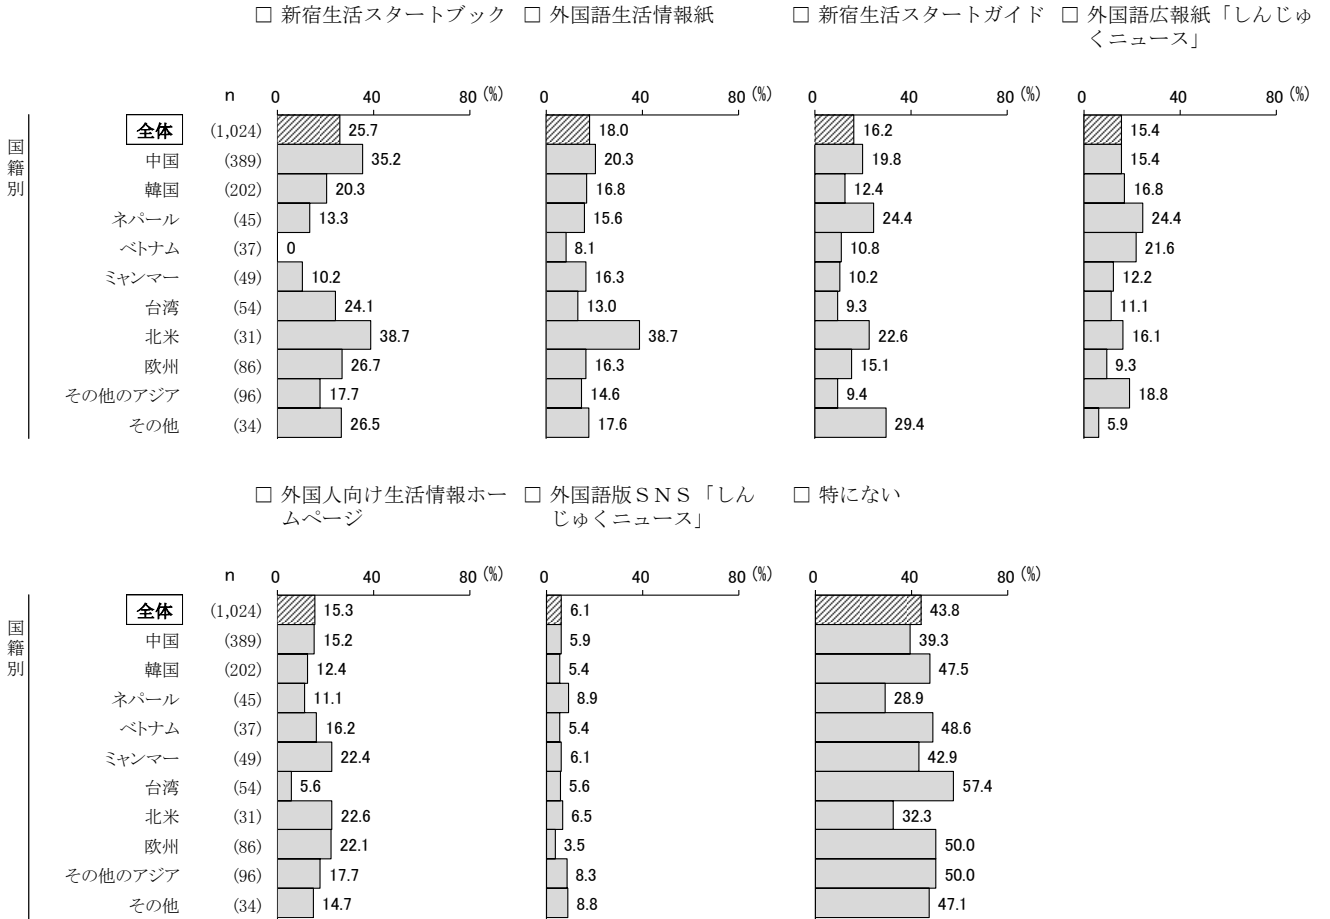 □ 新宿生活スタートブック □ 外国語生活情報紙 □ 新宿生活スタートガイド □ 外国語広報紙「しんじゅ
くニュース」
n 0 40 80 (%) 0 40 80 (%) 0 40 80 (%) 0 40 80 (%)
国籍別
全体 (1,024) 25.7 18.0 16.2 15.4
中国 (389) 35.2 20.3 19.8 15.4
韓国 (202) 20.3 16.8 12.4 16.8
ネパール (45) 13.3 15.6 24.4 24.4
ベトナム (37) 0 8.1 10.8 21.6
ミャンマー (49) 10.2 16.3 10.2 12.2
台湾 (54) 24.1 13.0 9.3 11.1
北米 (31) 38.7 38.7 22.6 16.1
欧州 (86) 26.7 16.3 15.1 9.3
その他のアジア (96) 17.7 14.6 9.4 18.8
その他 (34) 26.5 17.6 29.4 5.9
□ 外国人向け生活情報ホー □ 外国語版ＳＮＳ「しん □ 特にない
ムページ じゅくニュース」
n 0 40 80 (%) 0 40 80 (%) 0 40 80 (%)
国籍別
全体 (1,024) 15.3 6.1 43.8
中国 (389) 15.2 5.9 39.3
韓国 (202) 12.4 5.4 47.5
ネパール (45) 11.1 8.9 28.9
ベトナム (37) 16.2 5.4 48.6
ミャンマー (49) 22.4 6.1 42.9
台湾 (54) 5.6 5.6 57.4
北米 (31) 22.6 6.5 32.3
欧州 (86) 22.1 3.5 50.0
その他のアジア (96) 17.7 8.3 50.0
その他 (34) 14.7 8.8 47.1